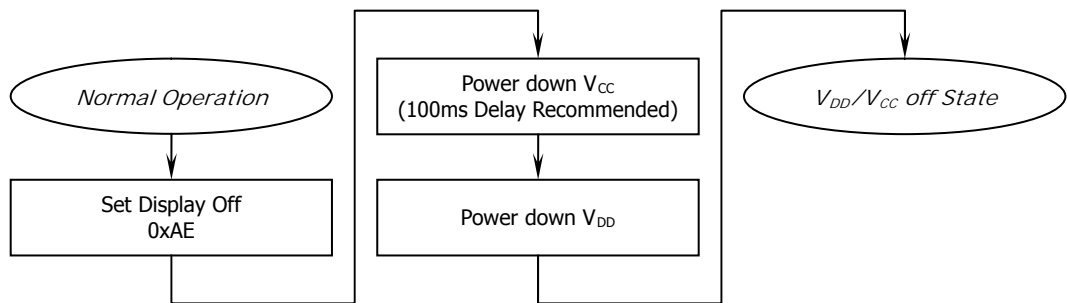 Normal Operation
Set Display Off
0xAE
Power down VCC
(100ms Delay Recommended)
Power down VDD
VDD/VCC off State